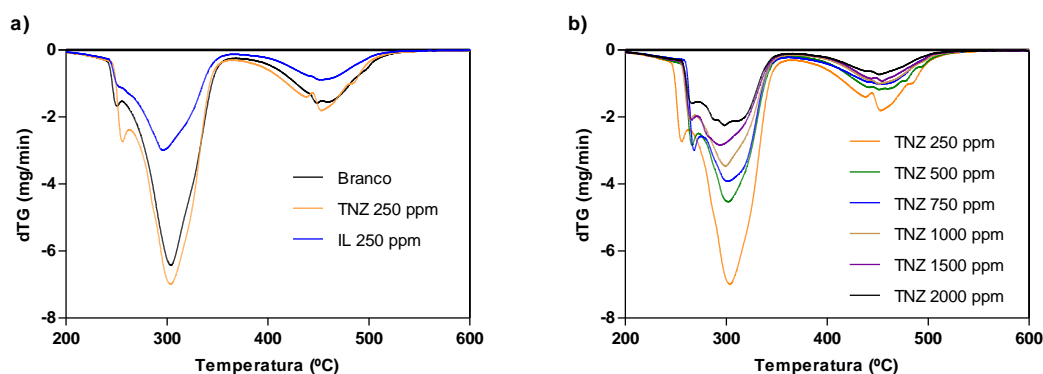 a)
0
-2
-4
-6
-8
dTG (mg/min)
200 300 400 500 600
Temperatura (ºC)
Branco
TNZ 250 ppm
IL 250 ppm
b)
0
-2
-4
-6
-8
dTG (mg/min)
200 300 400 500 600
Temperatura (ºC)
TNZ 250 ppm
TNZ 500 ppm
TNZ 750 ppm
TNZ 1000 ppm
TNZ 1500 ppm
TNZ 2000 ppm